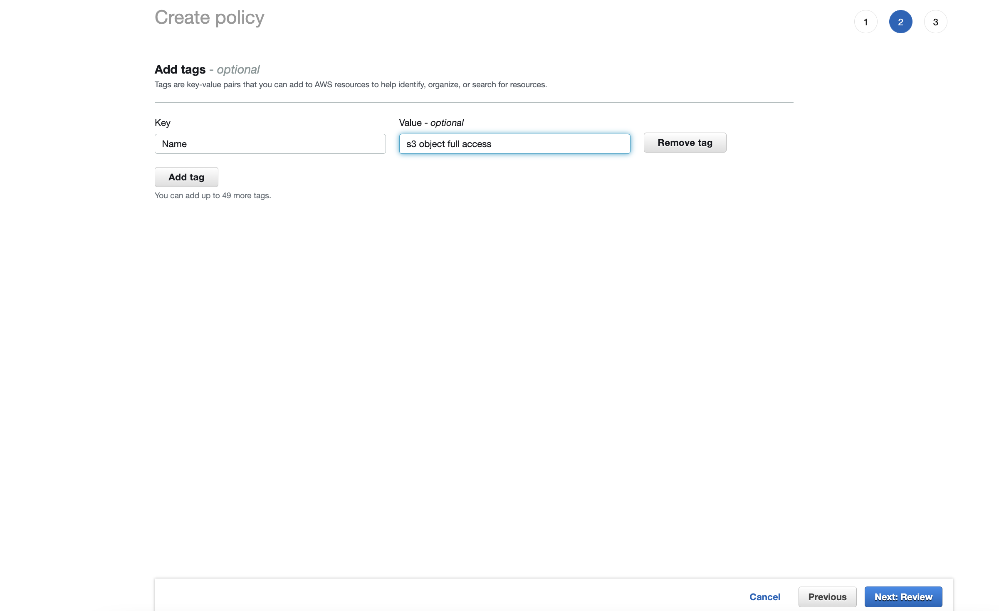 Create policy
1 2 3
Add tags - optional
Tags are key-value pairs that you can add to AWS resources to help identify, organize, or search for resources.
Key Value - optional
Name s3 object full access Remove tag
Add tag
You can add up to 49 more tags.
Cancel Previous Next: Review